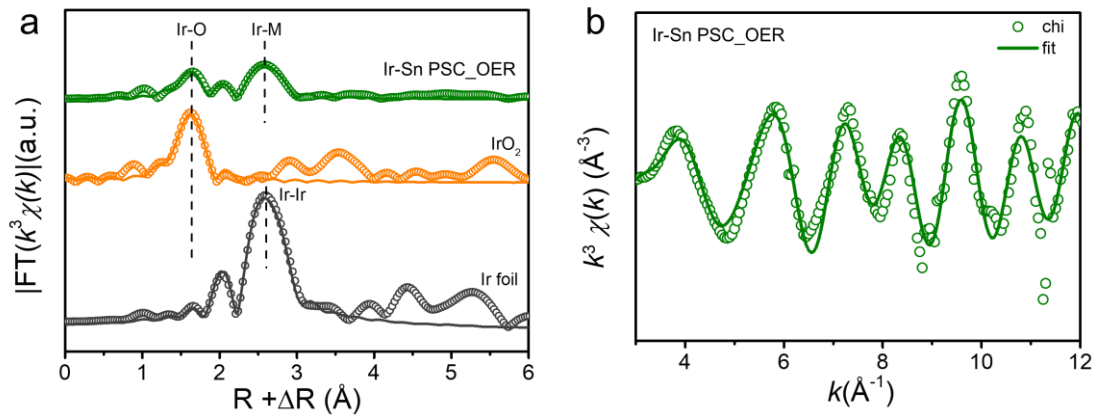 a
Ir-O
Ir-M
Ir-Sn PSC_OER
IrO₂
Ir-Ir
Ir foil
|FT(k³ χ(k)|(a.u.)
0 1 2 3 4 5 6
R +ΔR (Å)
b
Ir-Sn PSC_OER
chi
fit
k³ χ(k) (Å⁻³)
4 6 8 10 12
k(Å⁻¹)